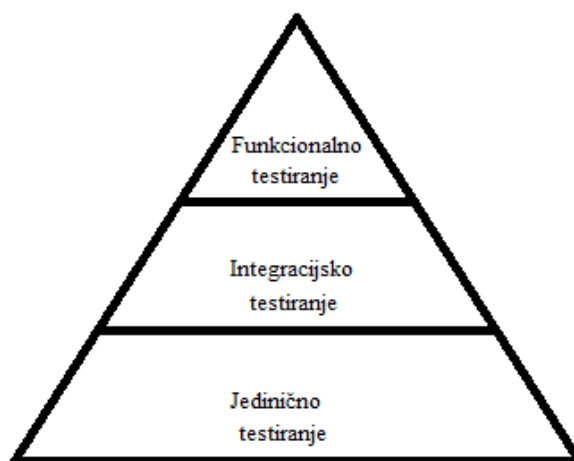 Funkcionalno
testiranje
Integracijsko
testiranje
Jedinično
testiranje